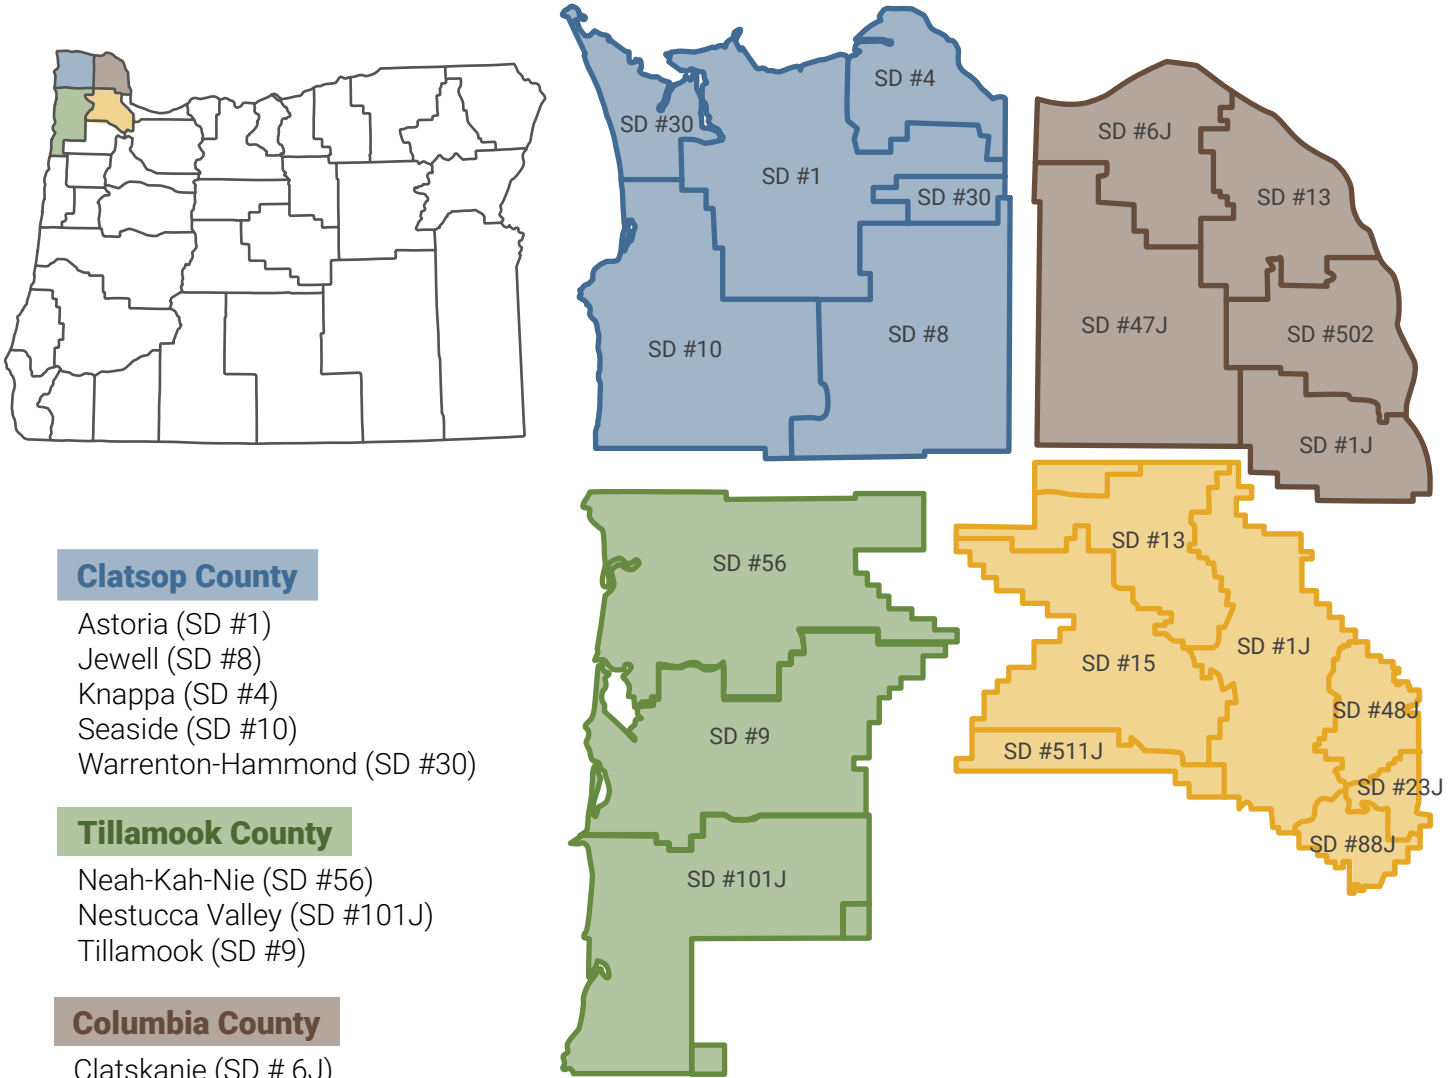 SD #4
SD #30
SD #1
SD #30
SD #10
SD #8
SD #6J
SD #13
SD #47J
SD #502
SD #1J
SD #56
SD #9
SD #101J
SD #13
SD #1J
SD #15
SD #48J
SD #511J
SD #23J
SD #88J
Clatsop County
Astoria (SD #1)
Jewell (SD #8)
Knappa (SD #4)
Seaside (SD #10)
Warrenton-Hammond (SD #30)
Tillamook County
Neah-Kah-Nie (SD #56)
Nestucca Valley (SD #101J)
Tillamook (SD #9)
Columbia County
Clatskanie (SD # 6J)